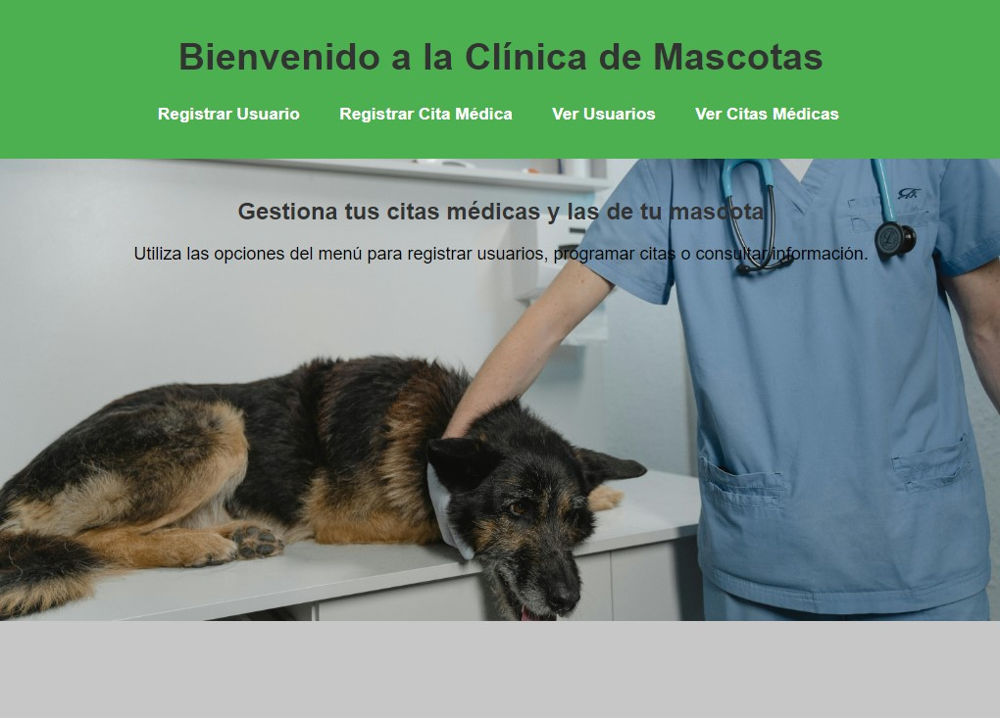 Bienvenido a la Clínica de Mascotas
Registrar Usuario Registrar Cita Médica Ver Usuarios Ver Citas Médicas
Gestiona tus citas médicas y las de tu mascota
Utiliza las opciones del menú para registrar usuarios, programar citas o consultar información.